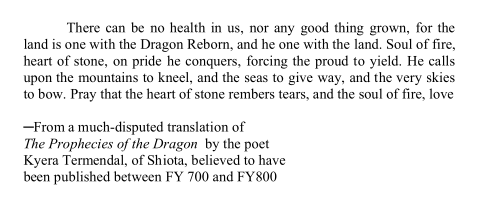 There can be no health in us, nor any good thing grown, for the
land is one with the Dragon Reborn, and he one with the land. Soul of fire,
heart of stone, on pride he conquers, forcing the proud to yield. He calls
upon the mountains to kneel, and the seas to give way, and the very skies
to bow. Pray that the heart of stone rembers tears, and the soul of fire, love
─From a much-disputed translation of
The Prophecies of the Dragon by the poet
Kyera Termendal, of Shiota, believed to have
been published between FY 700 and FY800